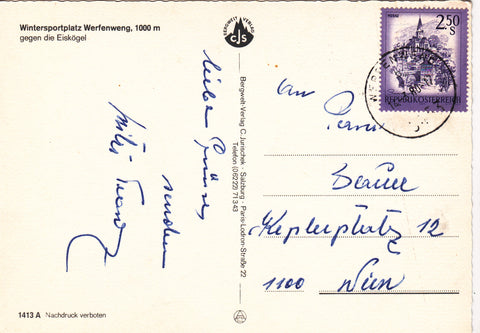 Wintersportplatz Werfenweng, 1000 m
gegen die Eiskögel
BERGWELT VERLAG
CJS
2.50 S
REPUBLIK ÖSTERREICH
liebe Grüße
senden
Bergwelt-Verlag C. Jurischek · Salzburg · Paris-Lodron-Straße 22
Telefon (06222) 71343
An
Keplerplatz 12
1100 Wien
1413 A Nachdruck verboten